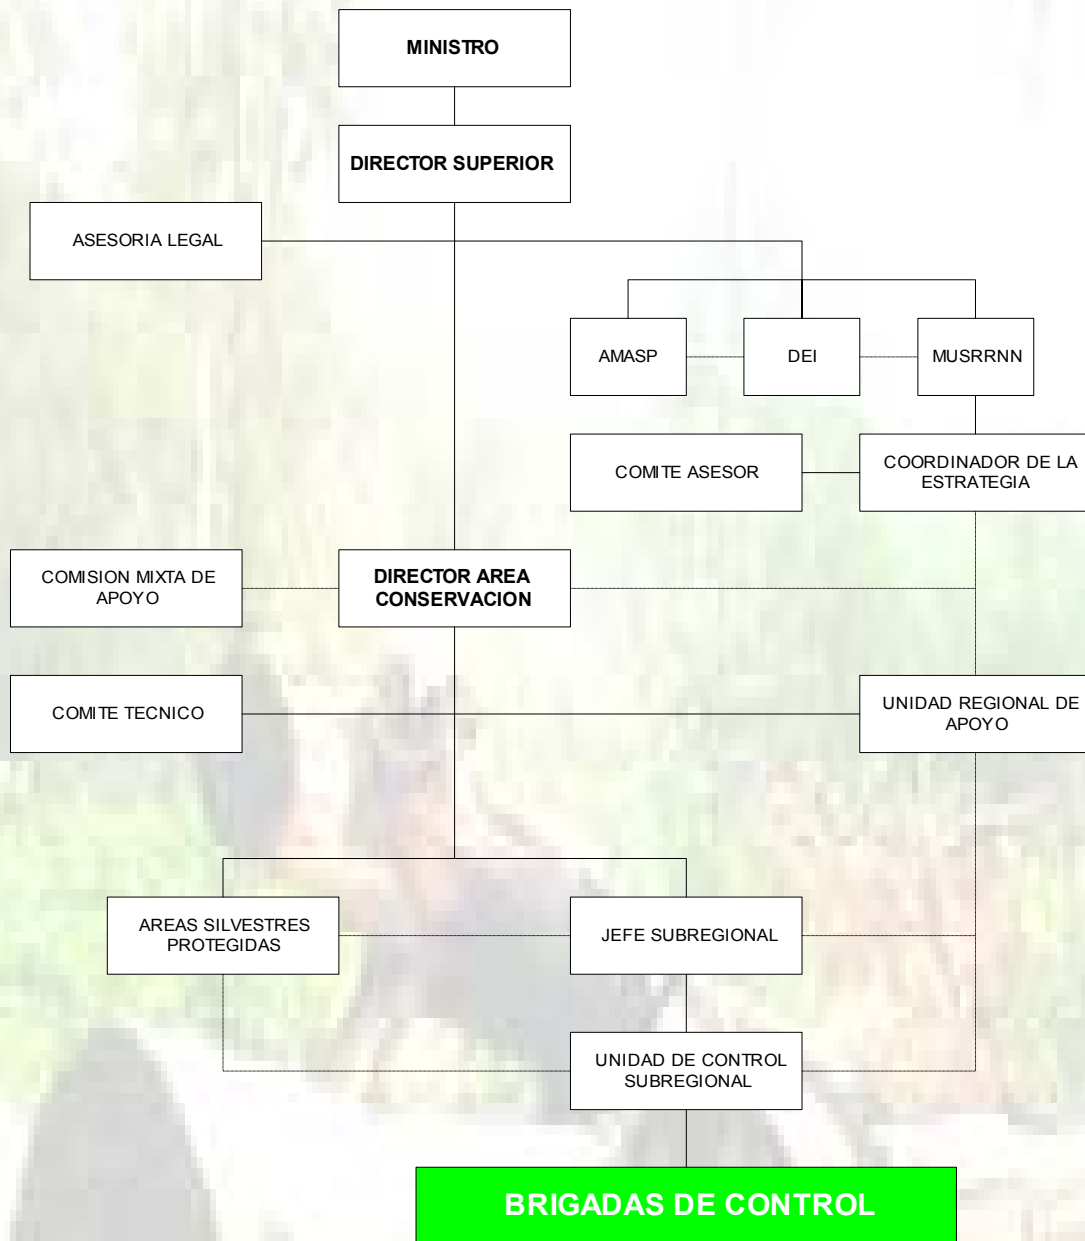 MINISTRO
DIRECTOR SUPERIOR
ASESORIA LEGAL
AMASP
DEI
MUSRRNN
COMITE ASESOR
COORDINADOR DE LA
ESTRATEGIA
COMISION MIXTA DE
APOYO
DIRECTOR AREA
CONSERVACION
COMITE TECNICO
UNIDAD REGIONAL DE
APOYO
AREAS SILVESTRES
PROTEGIDAS
JEFE SUBREGIONAL
UNIDAD DE CONTROL
SUBREGIONAL
BRIGADAS DE CONTROL